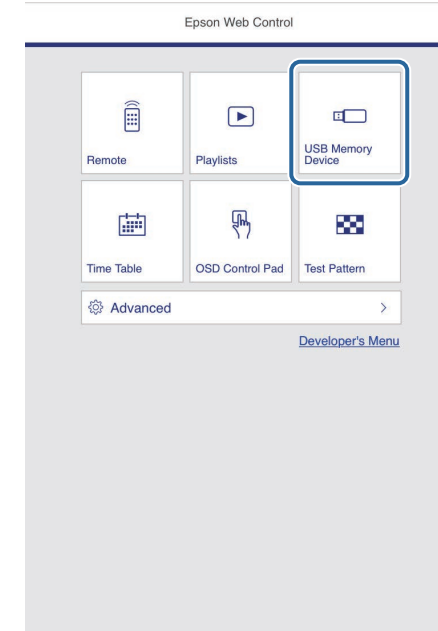 Epson Web Control
Remote
Playlists
USB Memory
Device
Time Table
OSD Control Pad
Test Pattern
Advanced
Developer's Menu